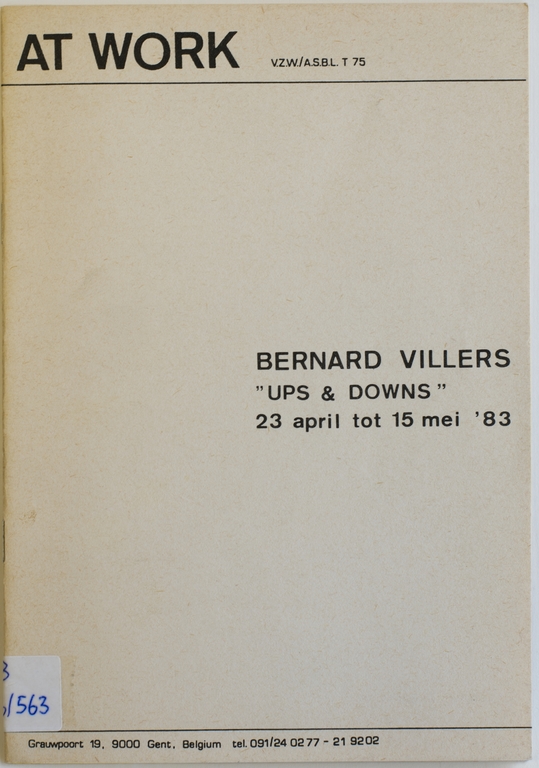 AT WORK V.Z.W./A.S.B.L. T 75
BERNARD VILLERS
"UPS & DOWNS"
23 april tot 15 mei '83
3
/563
Grauwpoort 19, 9000 Gent, Belgium tel. 091/24 02 77 - 21 92 02